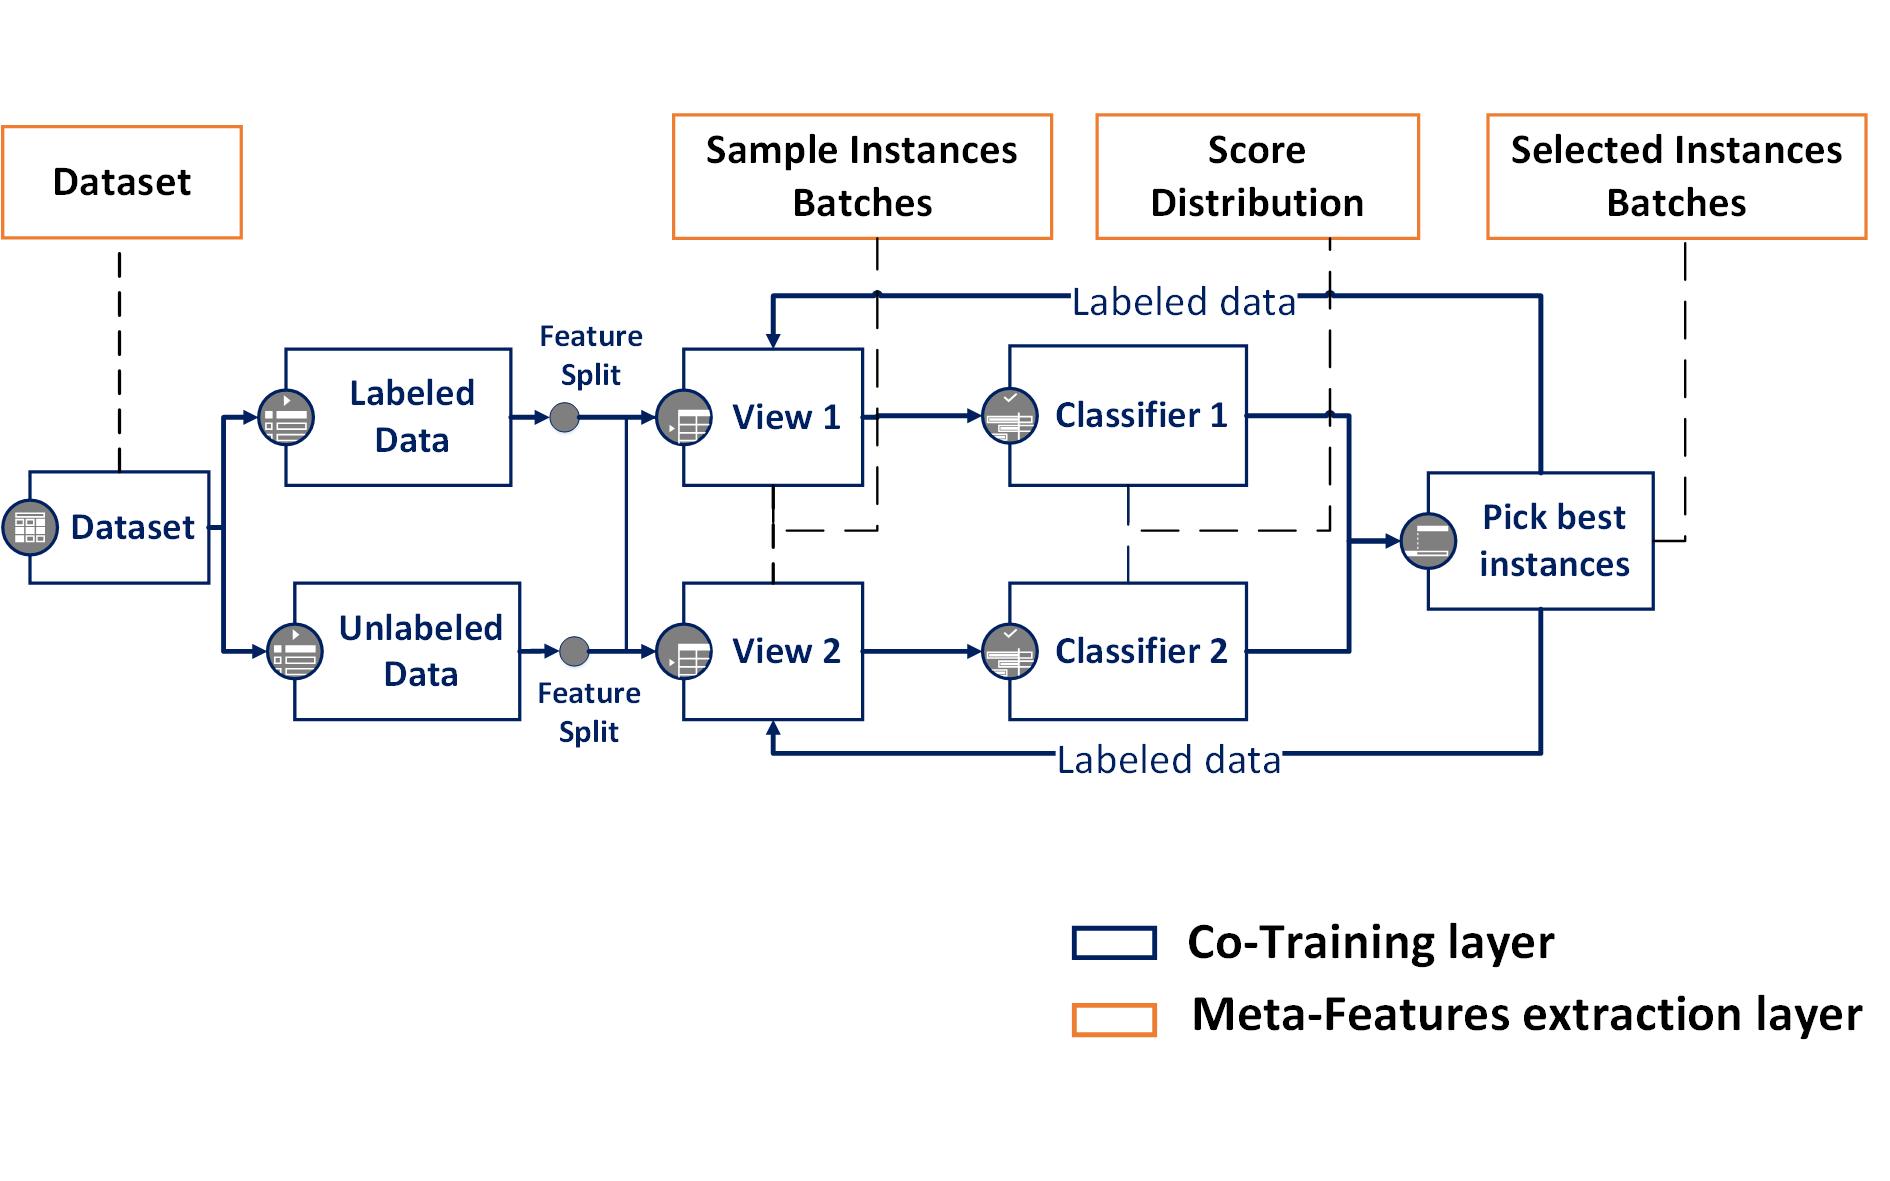 Dataset
Sample Instances
Batches
Score
Distribution
Selected Instances
Batches
Labeled data
Feature
Split
Labeled
Data
View 1
Classifier 1
Dataset
Pick best
instances
Unlabeled
Data
View 2
Classifier 2
Feature
Split
Labeled data
Co-Training layer
Meta-Features extraction layer